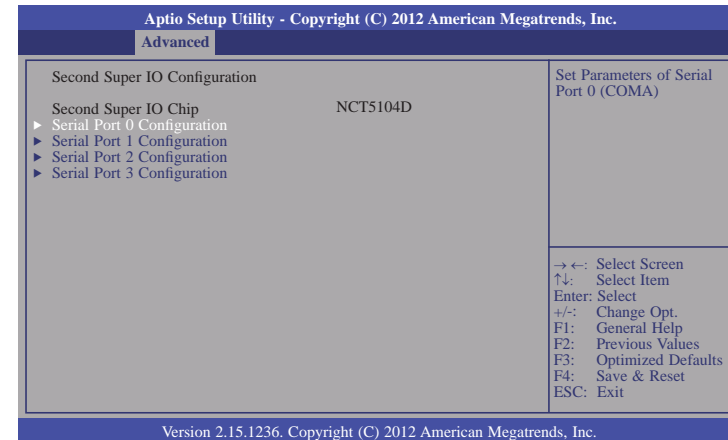 Aptio Setup Utility - Copyright (C) 2012 American Megatrends, Inc.
Advanced
Second Super IO Configuration
Second Super IO Chip NCT5104D
▶ Serial Port 0 Configuration
▶ Serial Port 1 Configuration
▶ Serial Port 2 Configuration
▶ Serial Port 3 Configuration
Set Parameters of Serial
Port 0 (COMA)
→←: Select Screen
↑↓: Select Item
Enter: Select
+/-: Change Opt.
F1: General Help
F2: Previous Values
F3: Optimized Defaults
F4: Save & Reset
ESC: Exit
Version 2.15.1236. Copyright (C) 2012 American Megatrends, Inc.